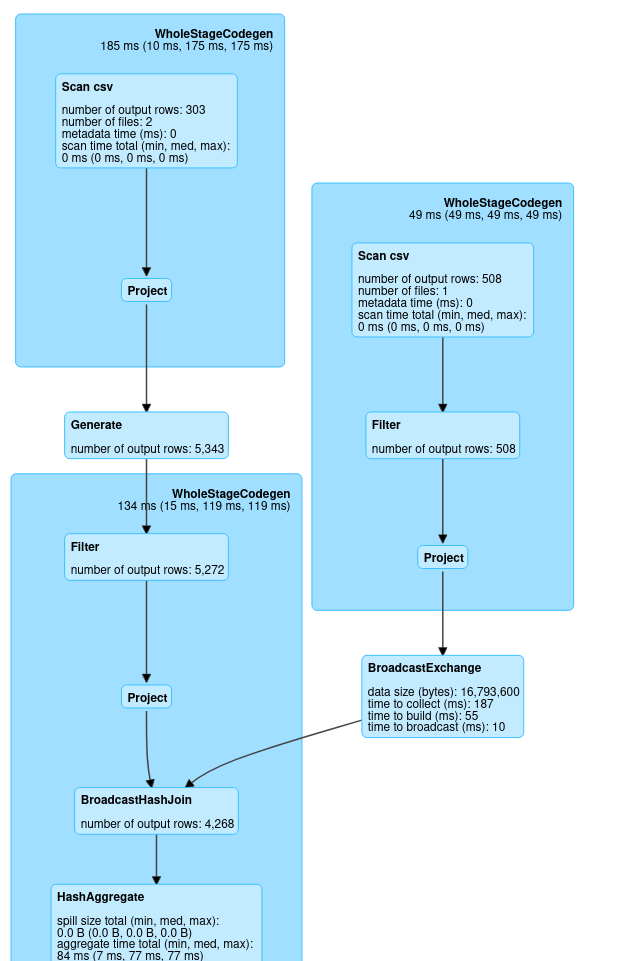 WholeStageCodegen
185 ms (10 ms, 175 ms, 175 ms)
Scan csv
number of output rows: 303
number of files: 2
metadata time (ms): 0
scan time total (min, med, max):
0 ms (0 ms, 0 ms, 0 ms)
Project
WholeStageCodegen
49 ms (49 ms, 49 ms, 49 ms)
Scan csv
number of output rows: 508
number of files: 1
metadata time (ms): 0
scan time total (min, med, max):
0 ms (0 ms, 0 ms, 0 ms)
Generate
number of output rows: 5,343
Filter
number of output rows: 508
WholeStageCodegen
134 ms (15 ms, 119 ms, 119 ms)
Filter
number of output rows: 5,272
Project
Project
BroadcastExchange
data size (bytes): 16,793,600
time to collect (ms): 187
time to build (ms): 55
time to broadcast (ms): 10
BroadcastHashJoin
number of output rows: 4,268
HashAggregate
spill size total (min, med, max):
0.0 B (0.0 B, 0.0 B, 0.0 B)
aggregate time total (min, med, max):
84 ms (7 ms, 77 ms, 77 ms)